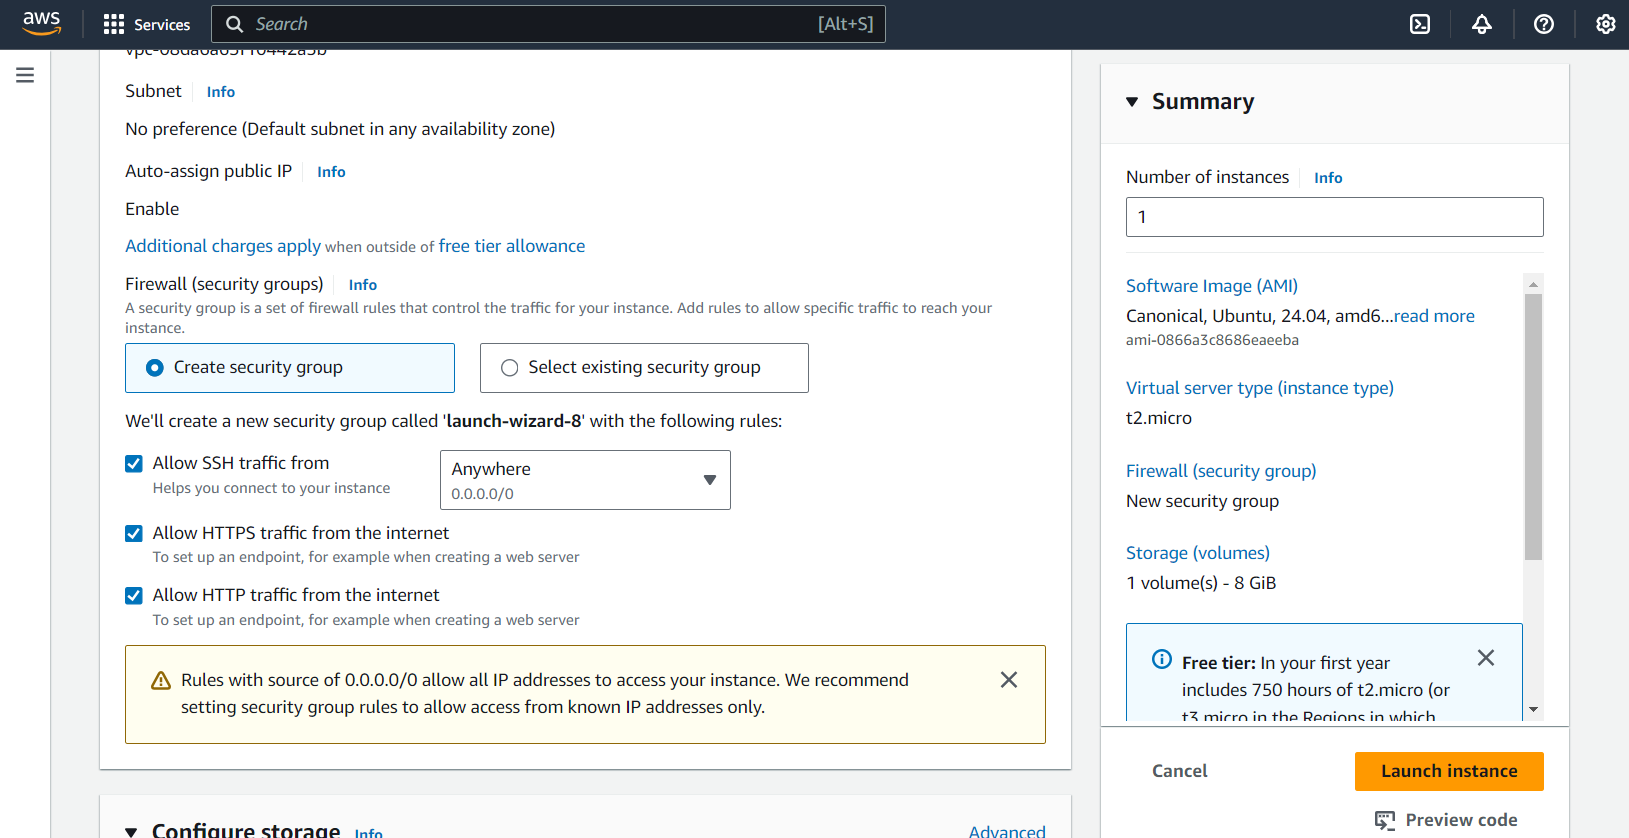 aws
Services
Search
[Alt+S]
Subnet Info
No preference (Default subnet in any availability zone)
Auto-assign public IP Info
Enable
Additional charges apply when outside of free tier allowance
Firewall (security groups) Info
A security group is a set of firewall rules that control the traffic for your instance. Add rules to allow specific traffic to reach your
instance.
Create security group
Select existing security group
We'll create a new security group called 'launch-wizard-8' with the following rules:
Allow SSH traffic from
Helps you connect to your instance
Anywhere
0.0.0.0/0
Allow HTTPS traffic from the internet
To set up an endpoint, for example when creating a web server
Allow HTTP traffic from the internet
To set up an endpoint, for example when creating a web server
Rules with source of 0.0.0.0/0 allow all IP addresses to access your instance. We recommend
setting security group rules to allow access from known IP addresses only.
Configure storage Info
Advanced
Summary
Number of instances Info
1
Software Image (AMI)
Canonical, Ubuntu, 24.04, amd6...read more
ami-0866a3c8686eaeeba
Virtual server type (instance type)
t2.micro
Firewall (security group)
New security group
Storage (volumes)
1 volume(s) - 8 GiB
Free tier: In your first year
includes 750 hours of t2.micro (or
t3.micro in the Regions in which
Cancel
Launch instance
Preview code